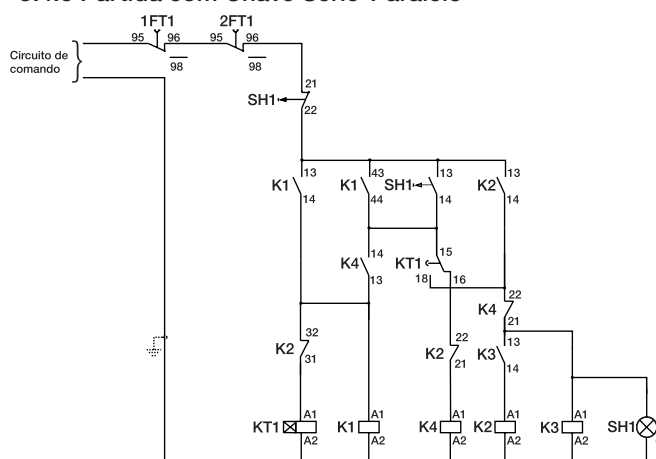 1FT1 2FT1
95 96 95 96
Circuito de
comando
98 98
21
SH1
22
13 43 13 13
K1 K1 SH1 K2
14 44 14 14
14 15
K4 KT1
13 18 16
22
K4
21
32 22 13
K2 K2 K3
31 21 14
A1 A1 A1 A1 A1
KT1 K1 K4 K2 K3 SH1
A2 A2 A2 A2 A2